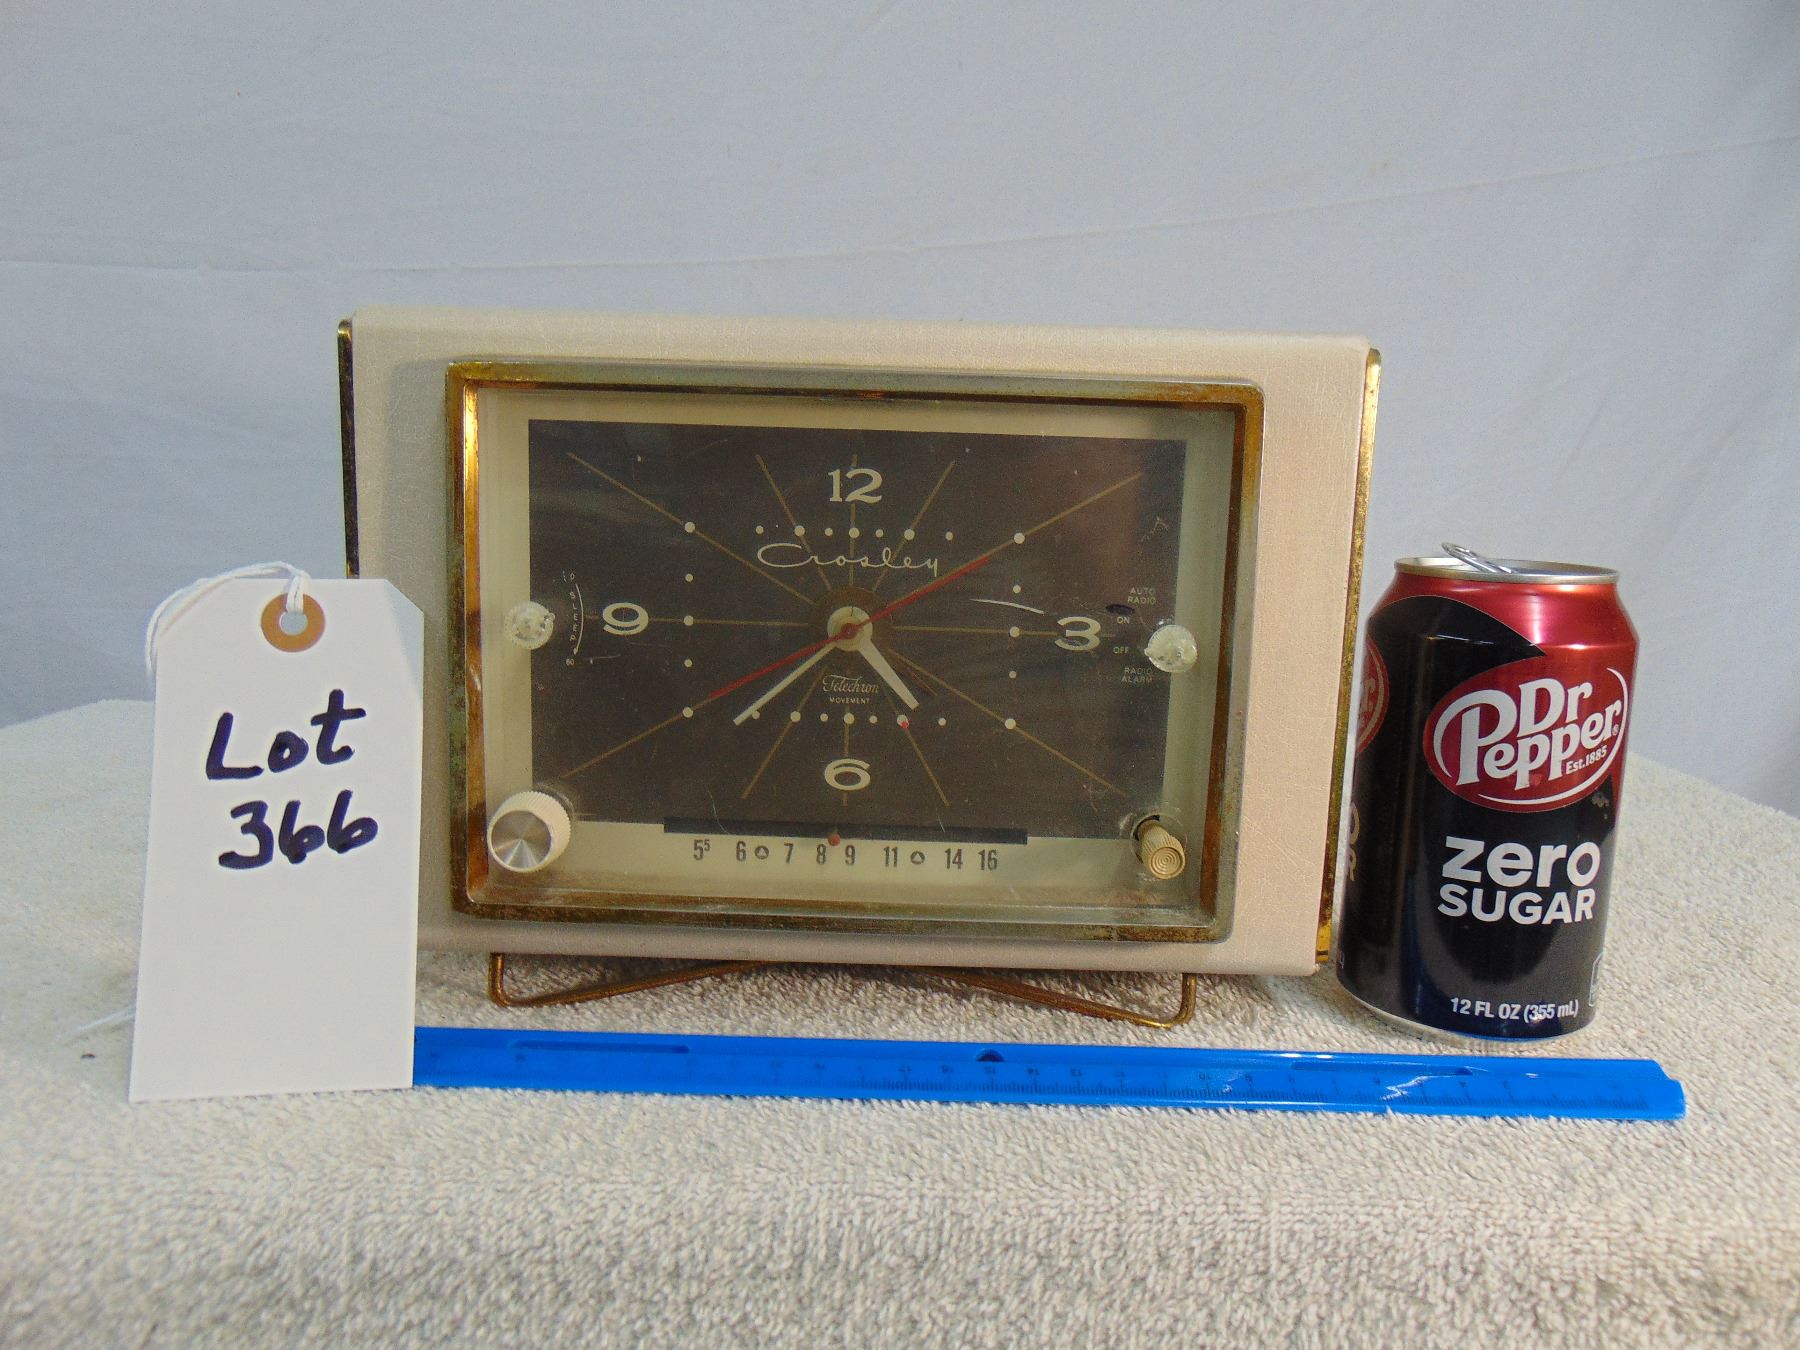 Lot
366
12
Crosley
9
3
SLEEP
60
AUTO
RADIO
ON
OFF
RADIO
ALARM
Telechron
MOVEMENT
6
5⁵ 6 7 8 9 11 14 16
Dr
Pepper®
Est.1885
zero
SUGAR
12 FL OZ (355 mL)